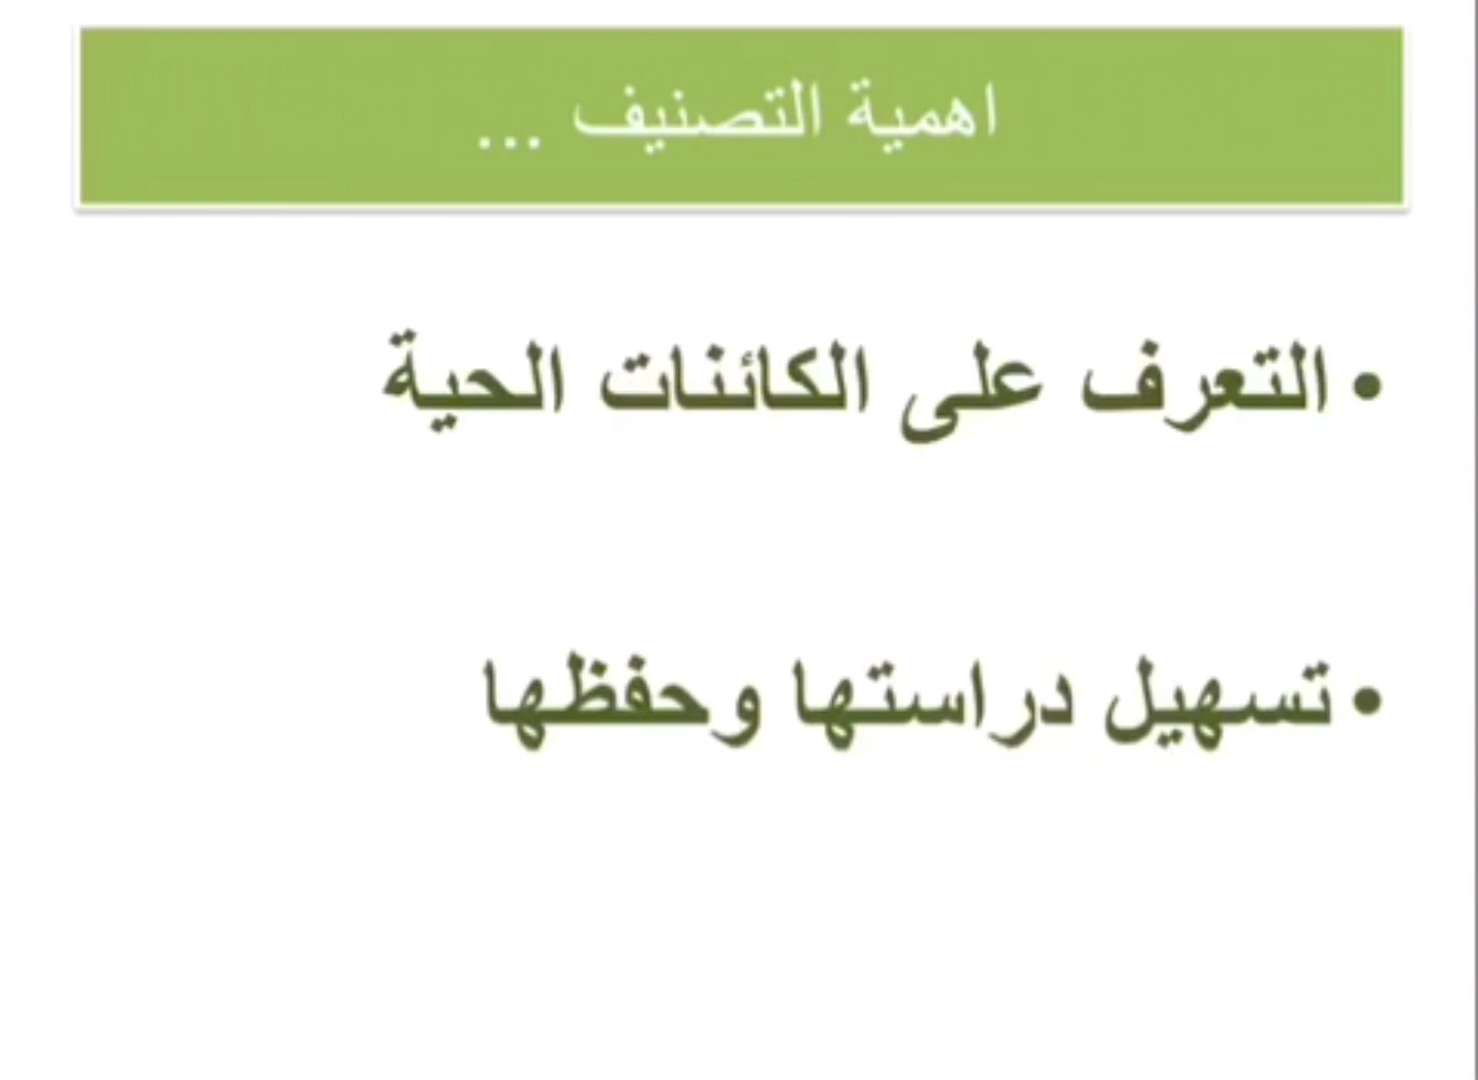 اهمية التصنيف ...
• التعرف على الكائنات الحية
• تسهيل دراستها وحفظها